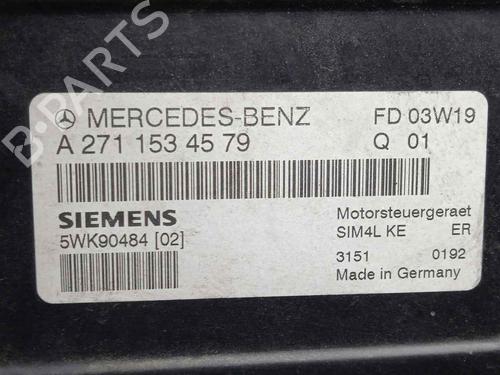 MERCEDES-BENZ FD 03W19
A 271 153 45 79 Q 01
SIEMENS Motorsteuergeraet
5WK90484 [02] SIM4L KE ER
3151 0192
Made in Germany
B-PARTS